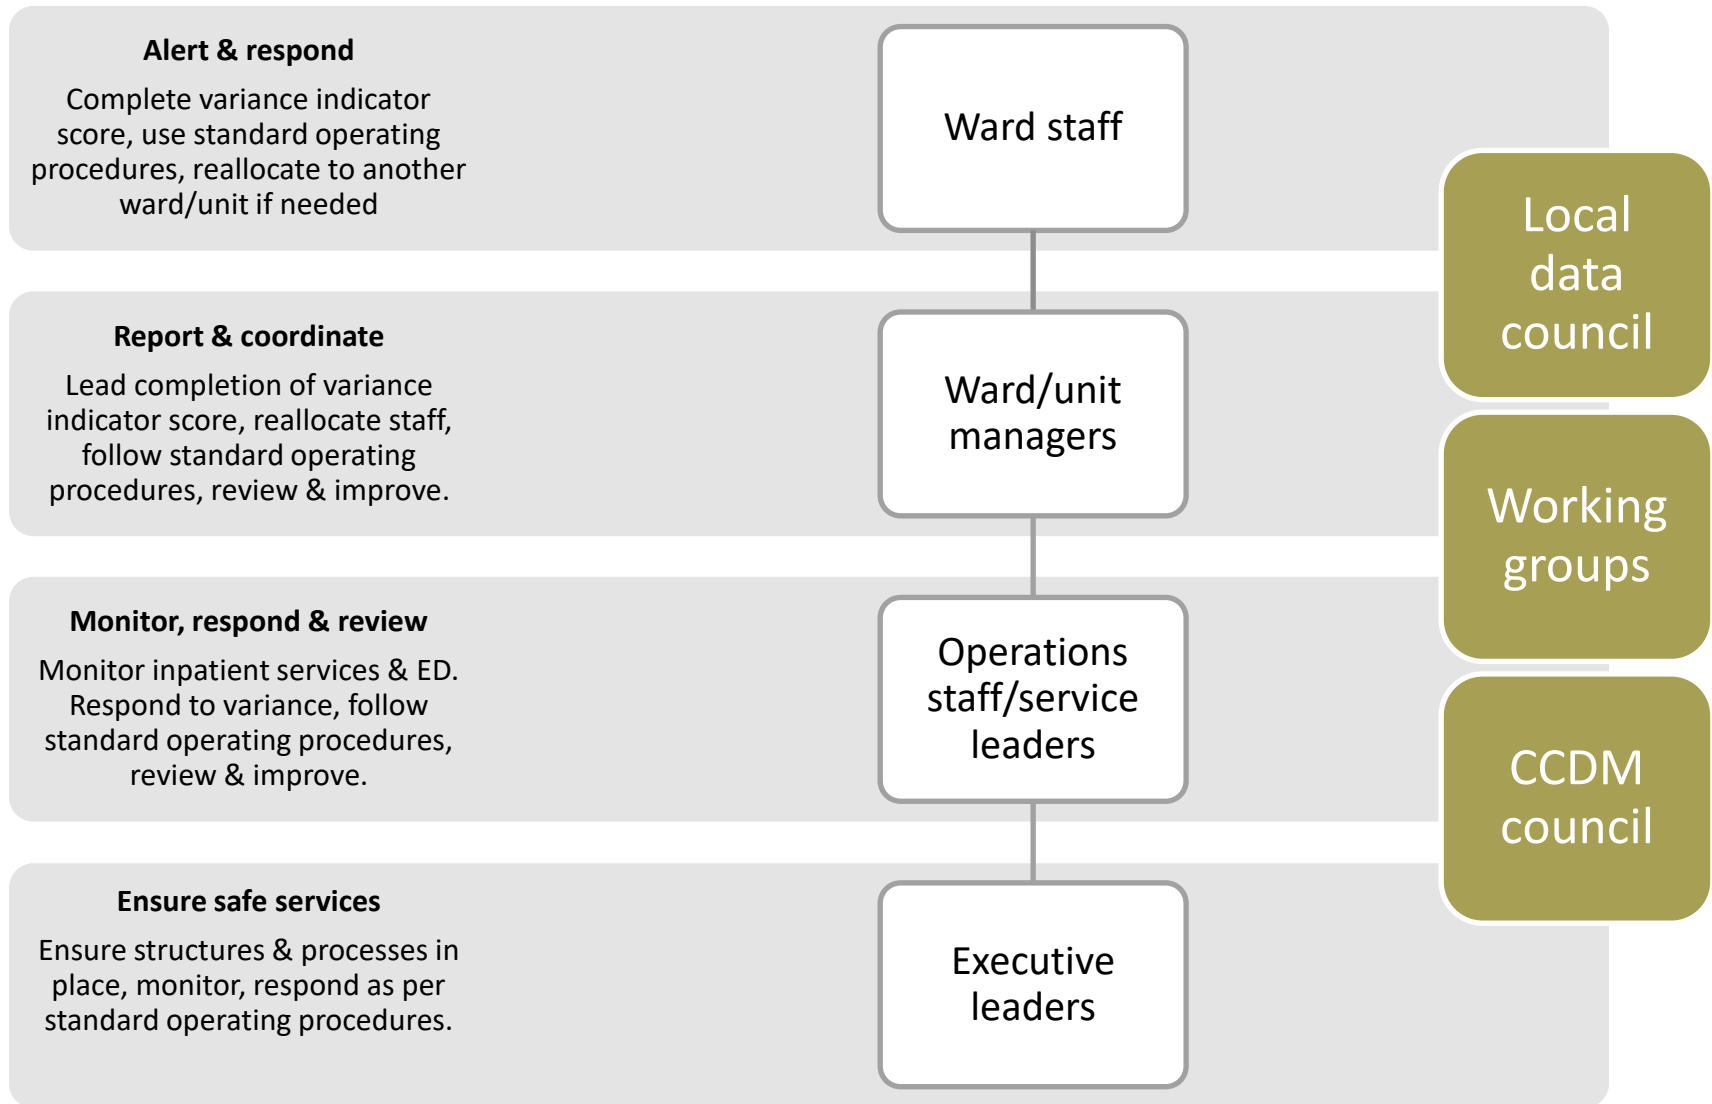 Alert & respond
Complete variance indicator
score, use standard operating
procedures, reallocate to another
ward/unit if needed
Ward staff
Report & coordinate
Lead completion of variance
indicator score, reallocate staff,
follow standard operating
procedures, review & improve.
Ward/unit
managers
Monitor, respond & review
Monitor inpatient services & ED.
Respond to variance, follow
standard operating procedures,
review & improve.
Operations
staff/service
leaders
Ensure safe services
Ensure structures & processes in
place, monitor, respond as per
standard operating procedures.
Executive
leaders
Local
data
council
Working
groups
CCDM
council